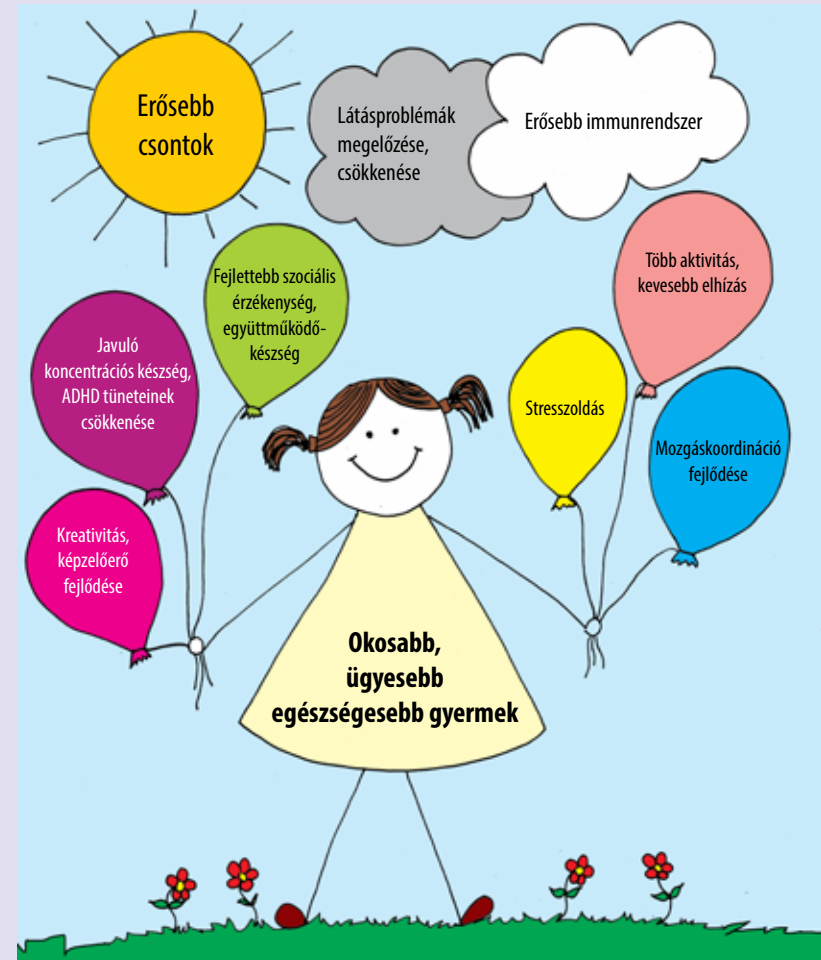 Erősebb
csontok
Látásproblémák
megelőzése,
csökkenése
Erősebb immunrendszer
Fejlettebb szociális
érzékenység,
együttműködő-
készség
Több aktivitás,
kevesebb elhízás
Javuló
koncentrációs készség,
ADHD tüneteinek
csökkenése
Stresszoldás
Mozgáskoordináció
fejlődése
Kreativitás,
képzelőerő
fejlődése
Okosabb,
ügyesebb
egészségesebb gyermek